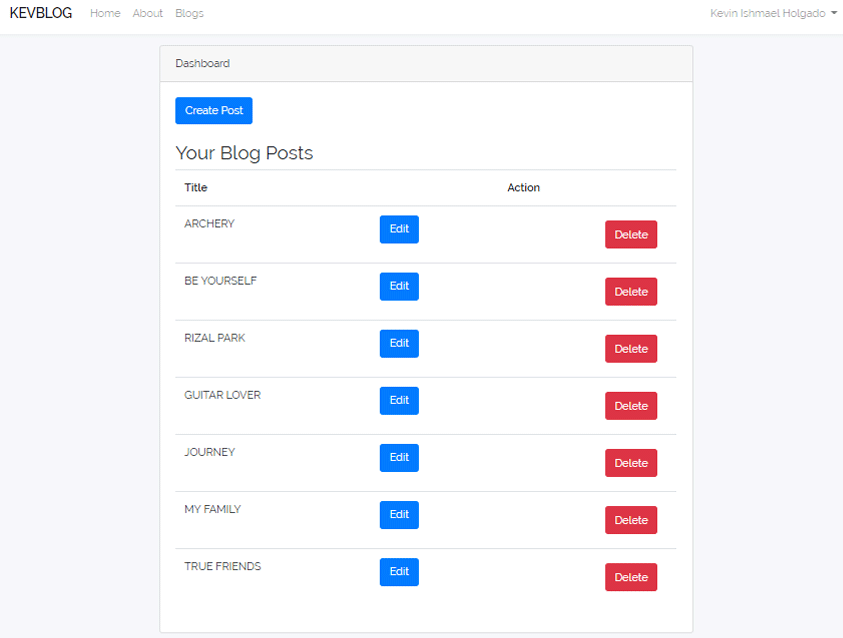 KEVBLOG Home About Blogs Kevin Ishmael Holgado
Dashboard
Create Post
Your Blog Posts
Title Action
ARCHERY Edit Delete
BE YOURSELF Edit Delete
RIZAL PARK Edit Delete
GUITAR LOVER Edit Delete
JOURNEY Edit Delete
MY FAMILY Edit Delete
TRUE FRIENDS Edit Delete